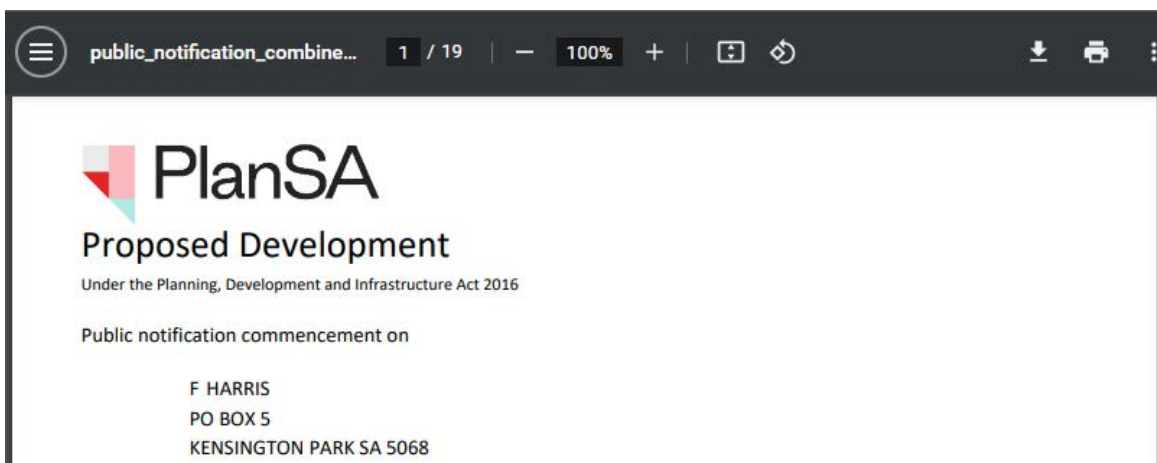 public_notification_combine... 1 / 19 | − 100% + |
PlanSA
Proposed Development
Under the Planning, Development and Infrastructure Act 2016
Public notification commencement on
F HARRIS
PO BOX 5
KENSINGTON PARK SA 5068